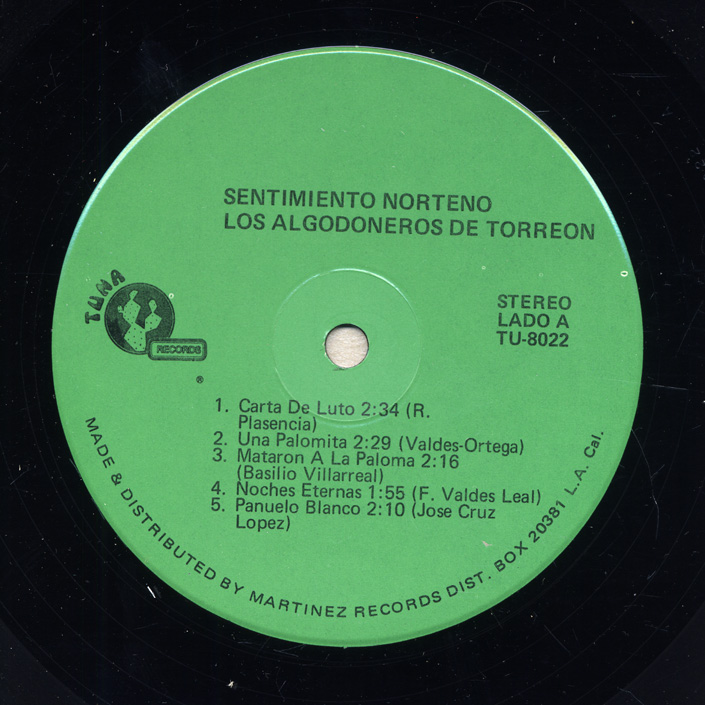 SENTIMIENTO NORTENO
LOS ALGODONEROS DE TORREON
TUNA
RECORDS
®
STEREO
LADO A
TU-8022
1. Carta De Luto 2:34 (R.
Plasencia)
2. Una Palomita 2:29 (Valdes-Ortega)
3. Mataron A La Paloma 2:16
(Basilio Villarreal)
4. Noches Eternas 1:55 (F. Valdes Leal)
5. Panuelo Blanco 2:10 (Jose Cruz
Lopez)
MADE & DISTRIBUTED BY MARTINEZ RECORDS DIST. BOX 20381 L.A. Cal.